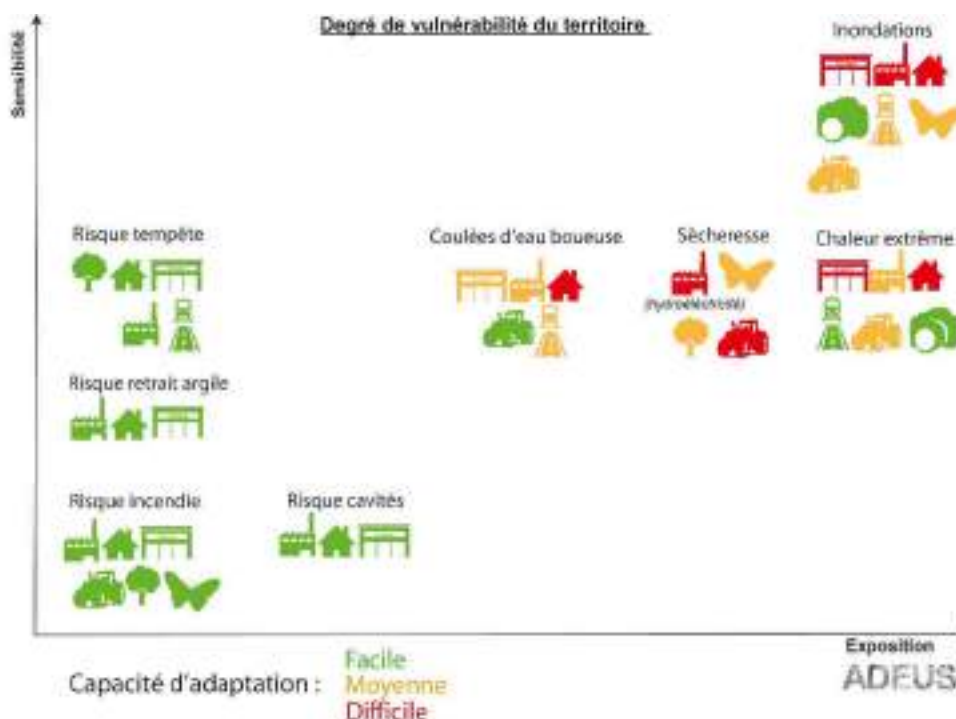 Degré de vulnérabilité du territoire
Sensibilité
Inondations
Risque tempête
Coulées d'eau boueuse
Sècheresse
Chaleur extrême
(hydroélectricité)
Risque retrait argile
Risque incendie
Risque cavités
Exposition
ADEUS
Capacité d'adaptation :
Facile
Moyenne
Difficile